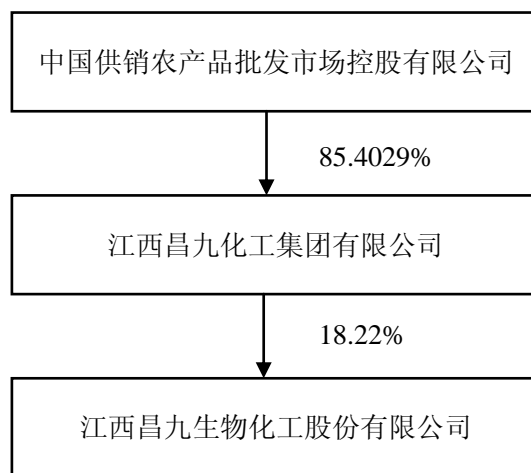 中国供销农产品批发市场控股有限公司
85.4029%
江西昌九化工集团有限公司
18.22%
江西昌九生物化工股份有限公司